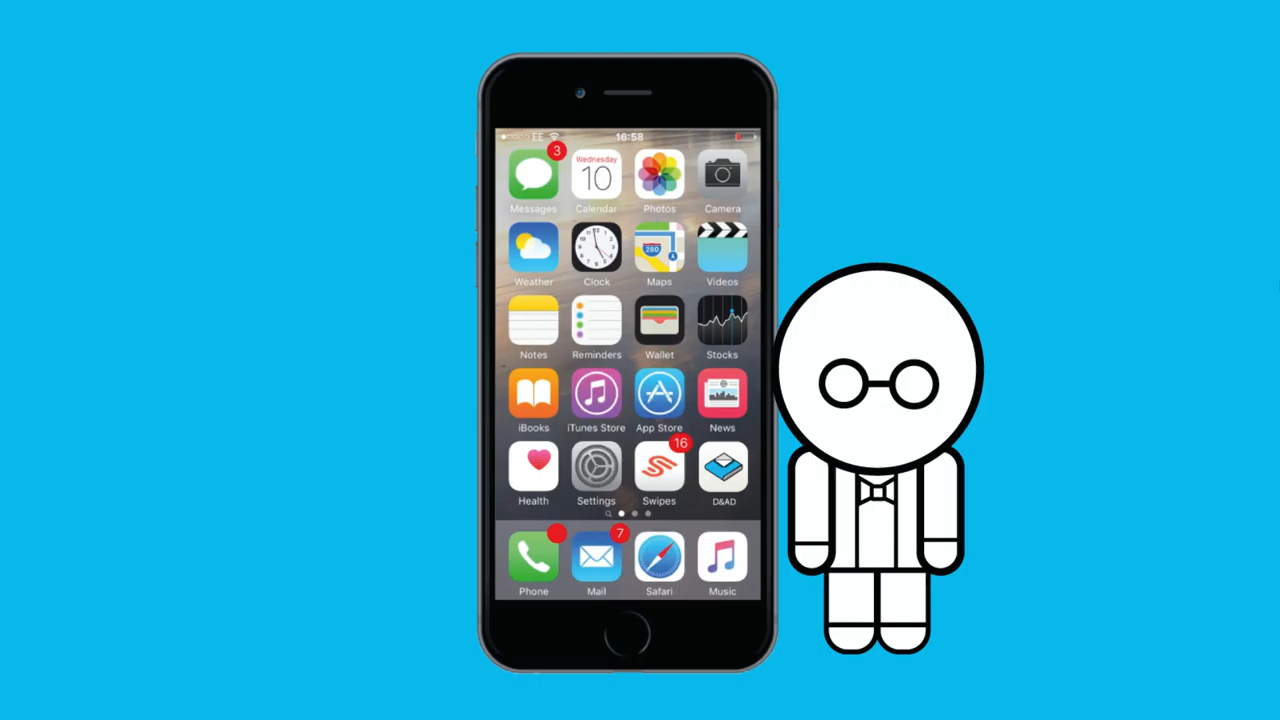 EE 16:58
3
Wednesday
10
Messages Calendar Photos Camera
280
Weather Clock Maps Videos
Notes Reminders Wallet Stocks
iBooks iTunes Store App Store News
16
Health Settings Swipes D&AD
7
Phone Mail Safari Music